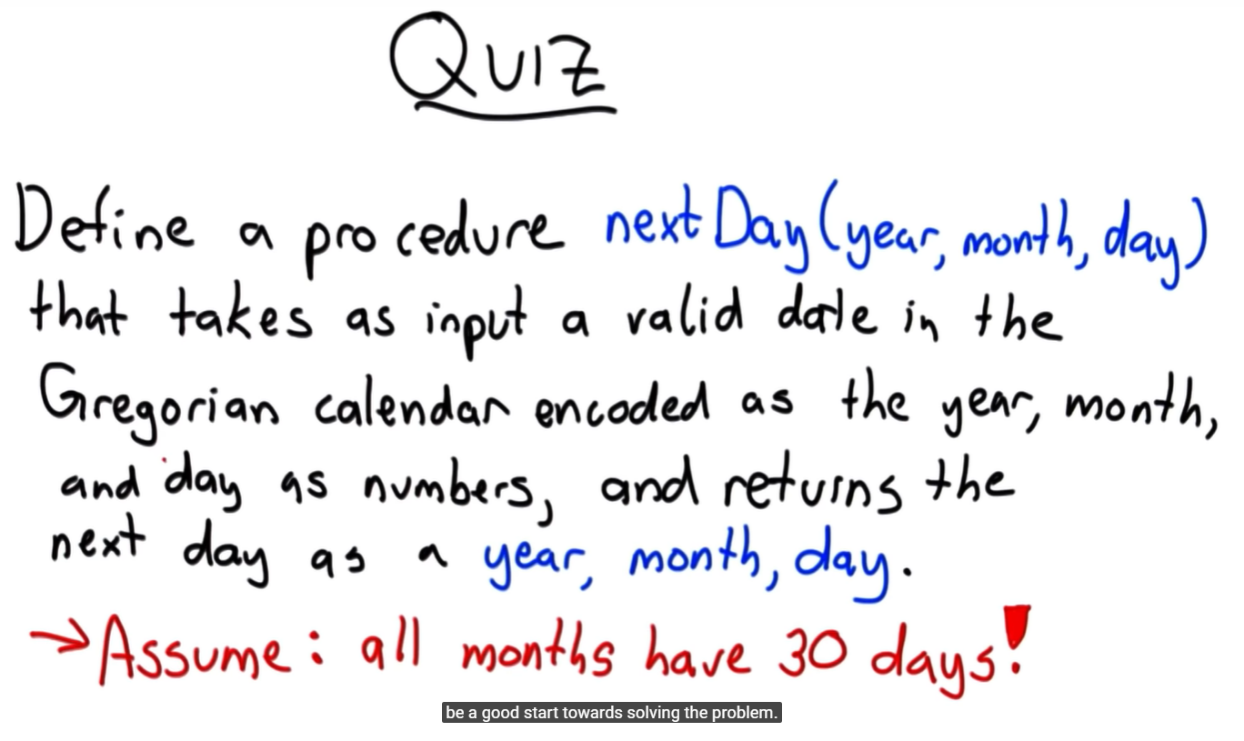 QUIZ
Define a procedure nextDay(year, month, day)
that takes as input a valid date in the
Gregorian calendar encoded as the year, month,
and day as numbers, and returns the
next day as a year, month, day.
→ Assume: all months have 30 days!
be a good start towards solving the problem.